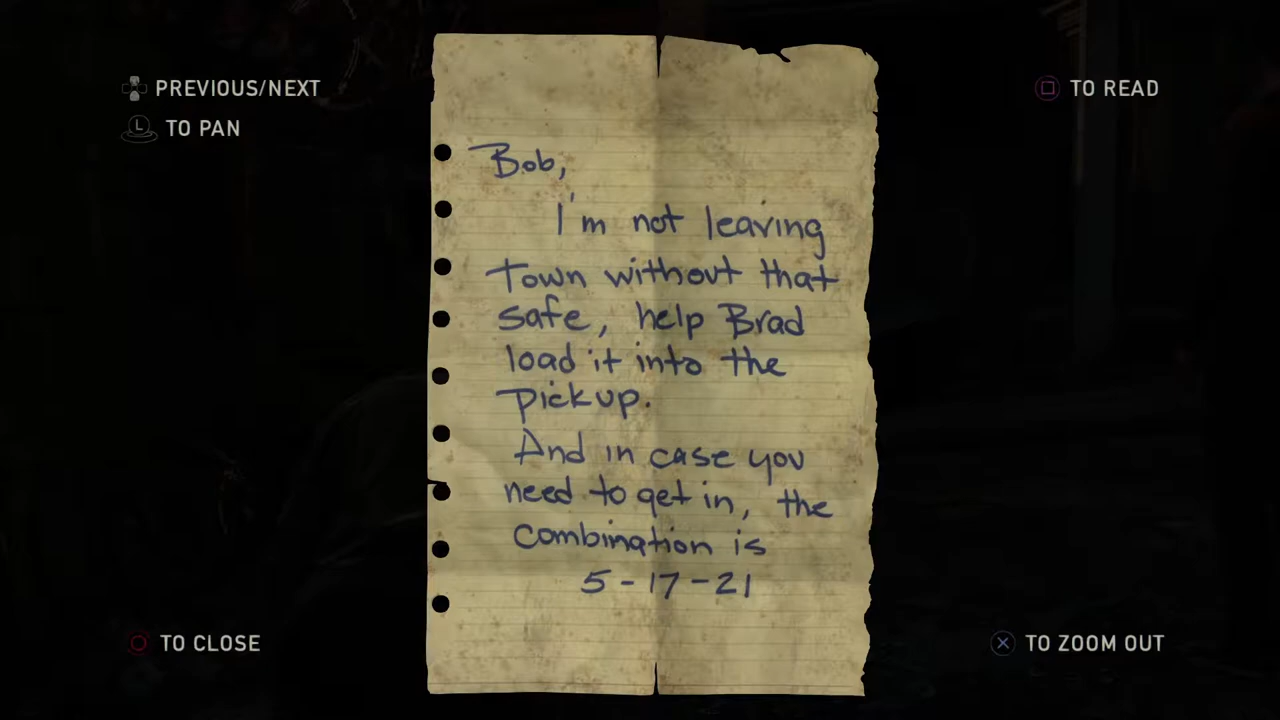 PREVIOUS/NEXT
L TO PAN
TO READ
Bob,
I'm not leaving
Town without that
safe, help Brad
load it into the
pickup.
And in case you
need to get in, the
combination is
5-17-21
TO CLOSE
TO ZOOM OUT